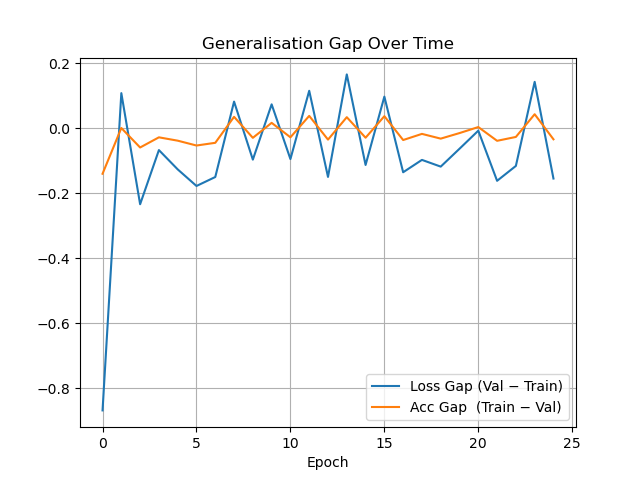 Generalisation Gap Over Time
0.2
0.0
−0.2
−0.4
−0.6
−0.8
Loss Gap (Val − Train)
Acc Gap  (Train − Val)
0 5 10 15 20 25
Epoch